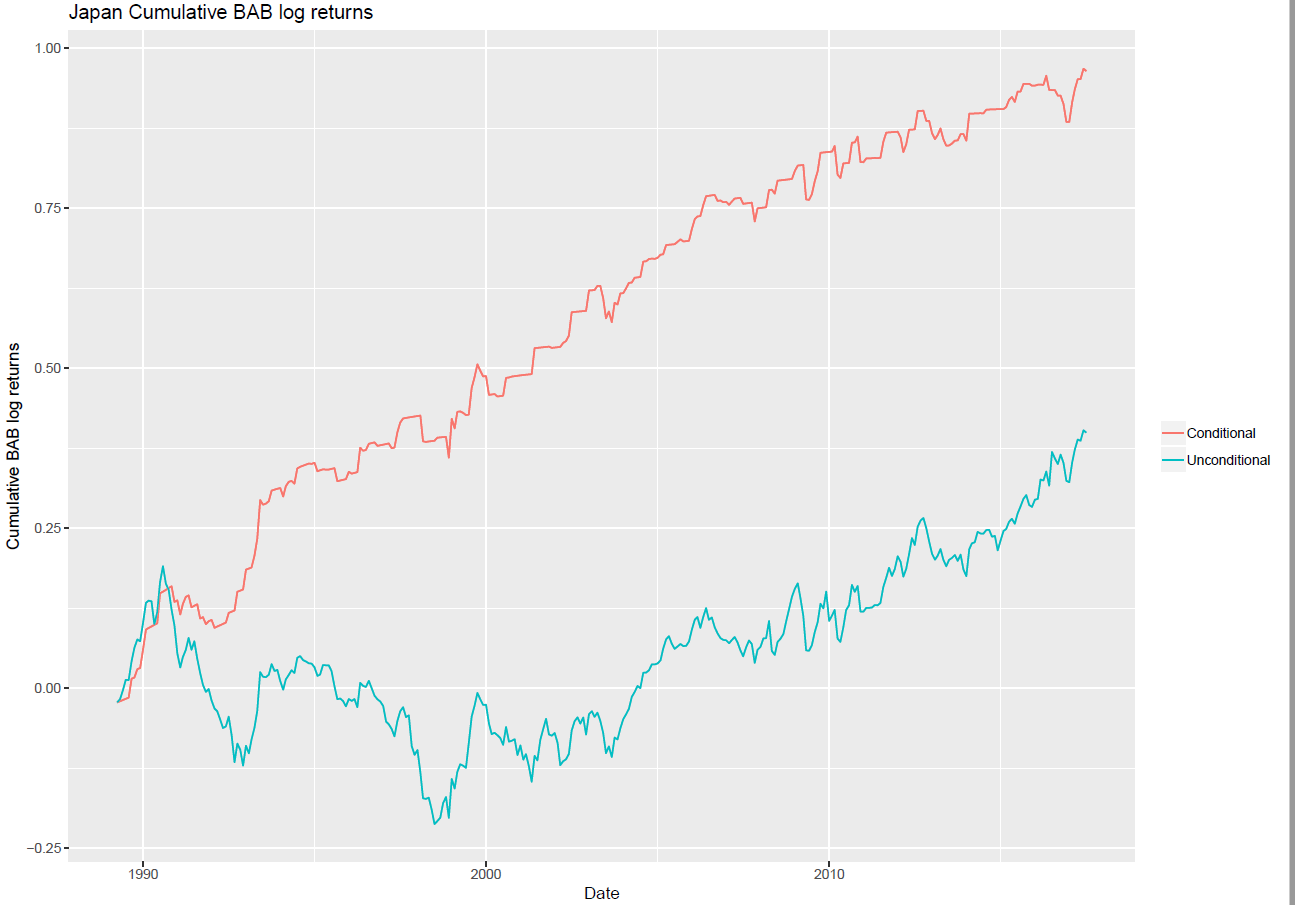 Japan Cumulative BAB log returns
Cumulative BAB log returns
1.00
0.75
0.50
0.25
0.00
−0.25
1990
2000
2010
Date
Conditional
Unconditional